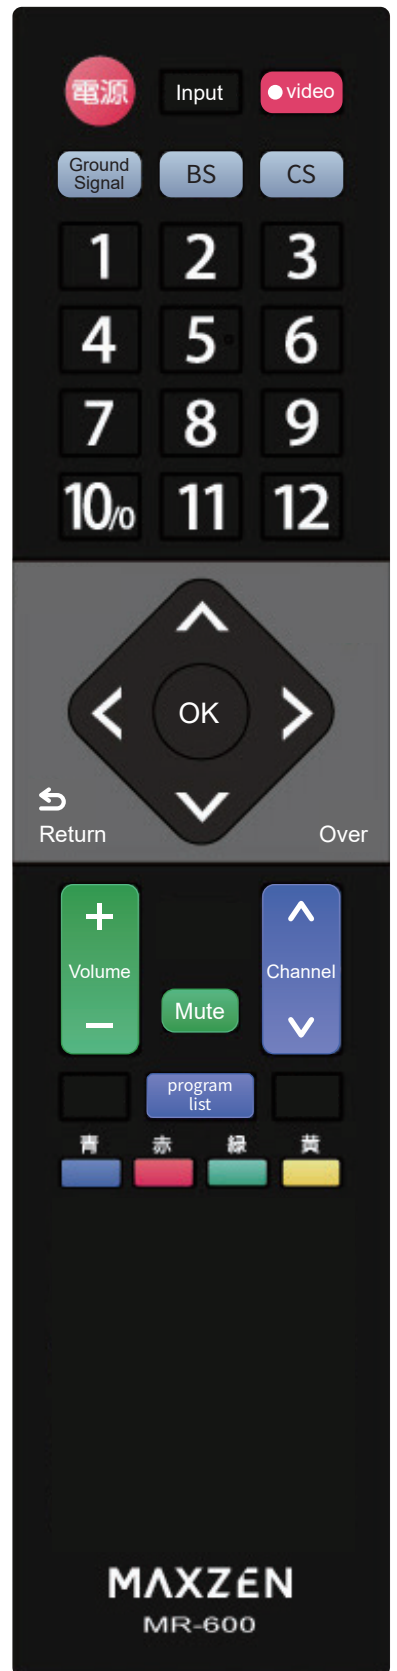 電源 Input video
Ground
Signal
BS CS
1 2 3
4 5 6
7 8 9
10/0 11 12
OK
Return Over
+
Volume Channel
−
Mute
program
list
青 赤 緑 黄
MAXZEN
MR-600